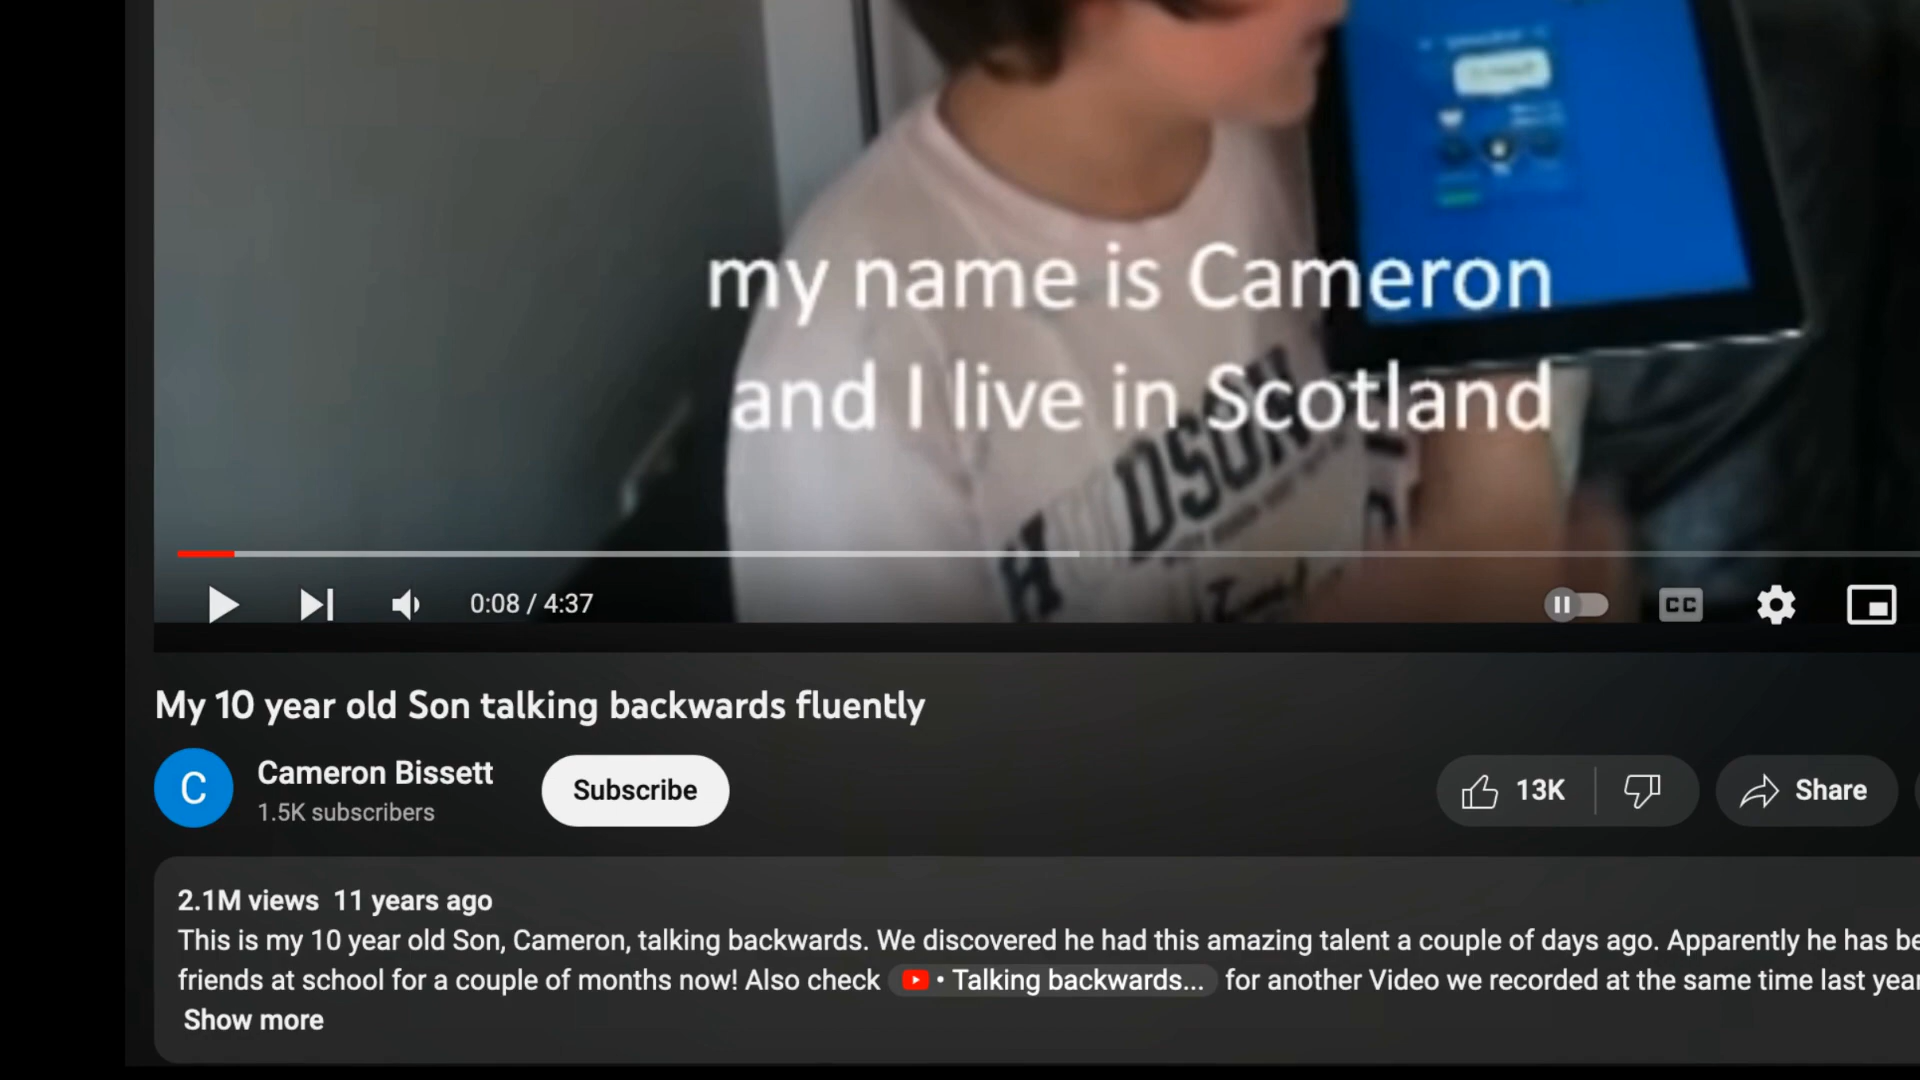 my name is Cameron
and I live in Scotland
HUDSON
0:08 / 4:37
CC
My 10 year old Son talking backwards fluently
C
Cameron Bissett
1.5K subscribers
Subscribe
13K
Share
2.1M views 11 years ago
This is my 10 year old Son, Cameron, talking backwards. We discovered he had this amazing talent a couple of days ago. Apparently he has be
friends at school for a couple of months now! Also check • Talking backwards... for another Video we recorded at the same time last year
Show more